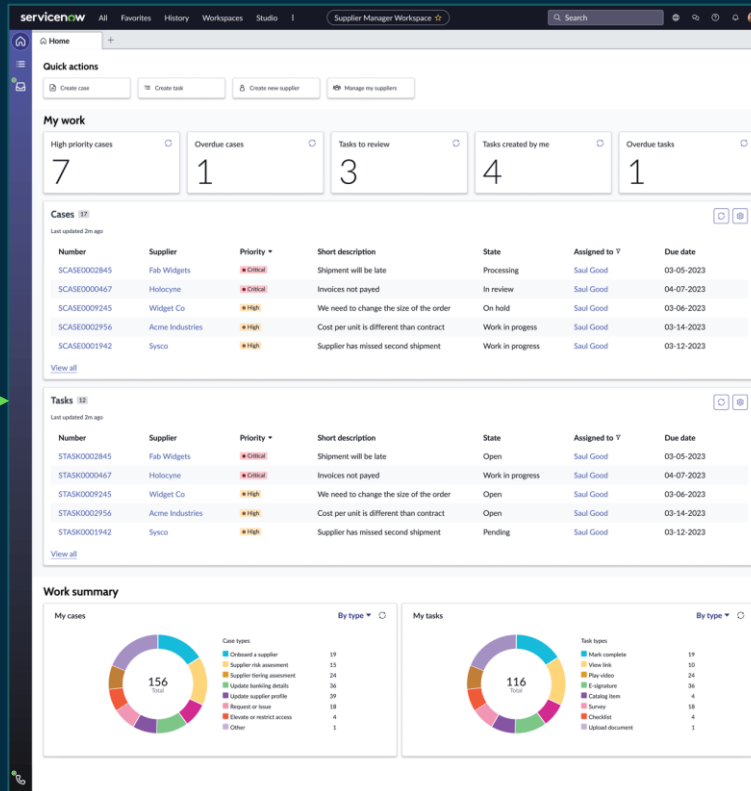 servicenow All Favorites History Workspaces Studio Supplier Manager Workspace ☆ Search
Home +
Quick actions
Create case Create task Create new supplier Manage my suppliers
My work
High priority cases Overdue cases Tasks to review Tasks created by me Overdue tasks
7 1 3 4 1
Cases 17
Last updated 2m ago
Number Supplier Priority Short description State Assigned to Due date
SCASE0002845 Fab Widgets Critical Shipment will be late Processing Saul Good 03-05-2023
SCASE0000467 Holocyne Critical Invoices not payed In review Saul Good 04-07-2023
SCASE0009245 Widget Co High We need to change the size of the order On hold Saul Good 03-06-2023
SCASE0002956 Acme Industries High Cost per unit is different than contract Work in progess Saul Good 03-14-2023
SCASE0001942 Sysco High Supplier has missed second shipment Work in progress Saul Good 03-12-2023
View all
Tasks 12
Last updated 2m ago
Number Supplier Priority Short description State Assigned to Due date
STASK0002845 Fab Widgets Critical Shipment will be late Open Saul Good 03-05-2023
STASK0000467 Holocyne Critical Invoices not payed Work in progress Saul Good 04-07-2023
STASK0009245 Widget Co High We need to change the size of the order Open Saul Good 03-06-2023
STASK0002956 Acme Industries High Cost per unit is different than contract Open Saul Good 03-14-2023
STASK0001942 Sysco High Supplier has missed second shipment Pending Saul Good 03-12-2023
View all
Work summary
My cases By type My tasks By type
Case types Task types
Onboard a supplier 19 Mark complete 19
Supplier risk assesment 15 View link 10
Supplier tiering assesment 24 Play video 24
Update bankiing details 36 E-signature 36
Update supplier profile 39 Catalog item 4
Request or issue 18 Survey 18
Elevate or restrict access 4 Checklist 4
Other 1 Upload document 1
156 116
Total Total